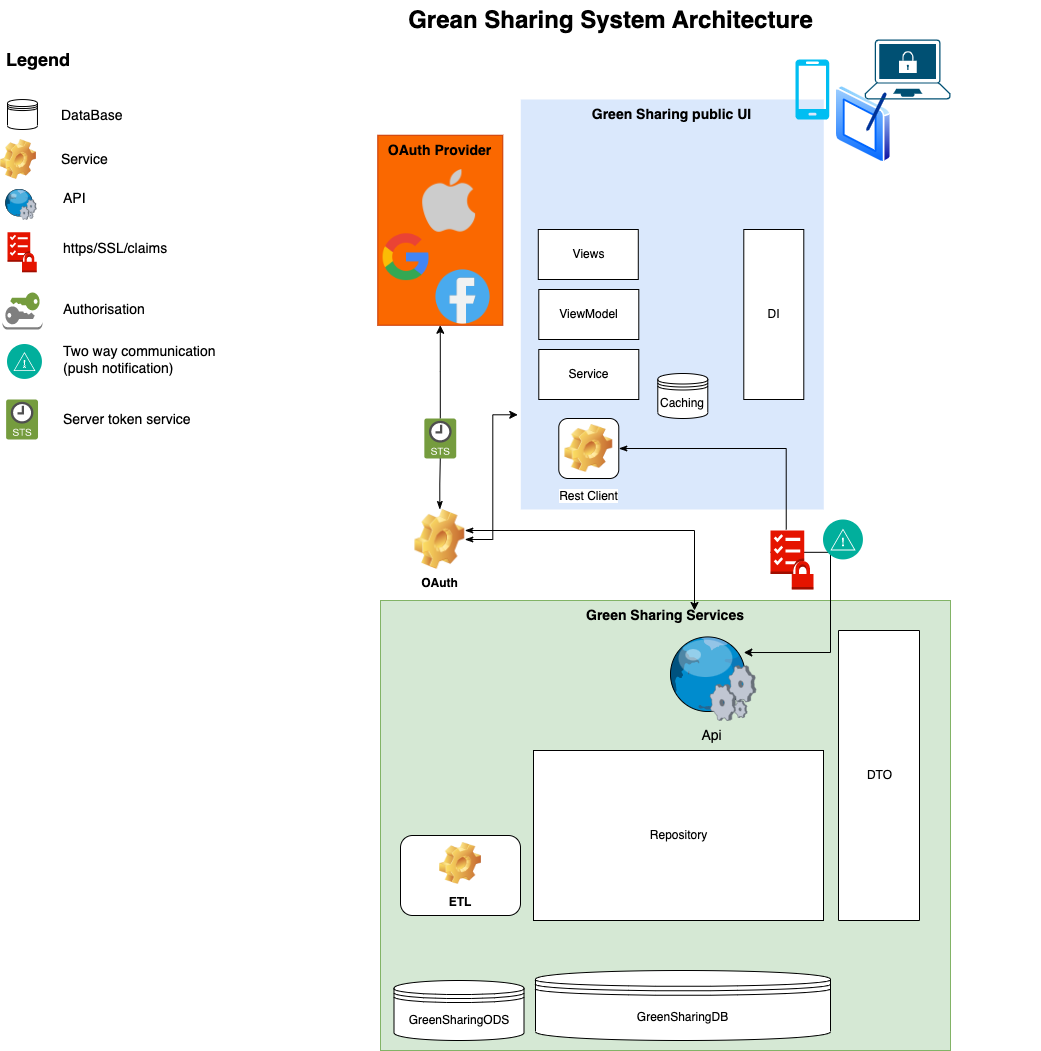 Grean Sharing System Architecture
Legend
DataBase
Service
API
https/SSL/claims
Authorisation
Two way communication
(push notification)
STS
Server token service
OAuth Provider
Green Sharing public UI
Views
ViewModel
Service
DI
Caching
Rest Client
STS
OAuth
Green Sharing Services
Api
DTO
Repository
ETL
GreenSharingODS
GreenSharingDB